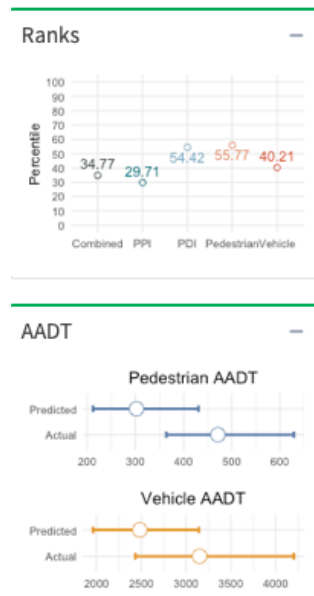 Ranks
Percentile
100
90
80
70
60
50
40
30
20
10
0
34.77
29.71
54.42
55.77
40.21
Combined PPI PDI Pedestrian Vehicle
AADT
Pedestrian AADT
Predicted
Actual
200 300 400 500 600
Vehicle AADT
Predicted
Actual
2000 2500 3000 3500 4000